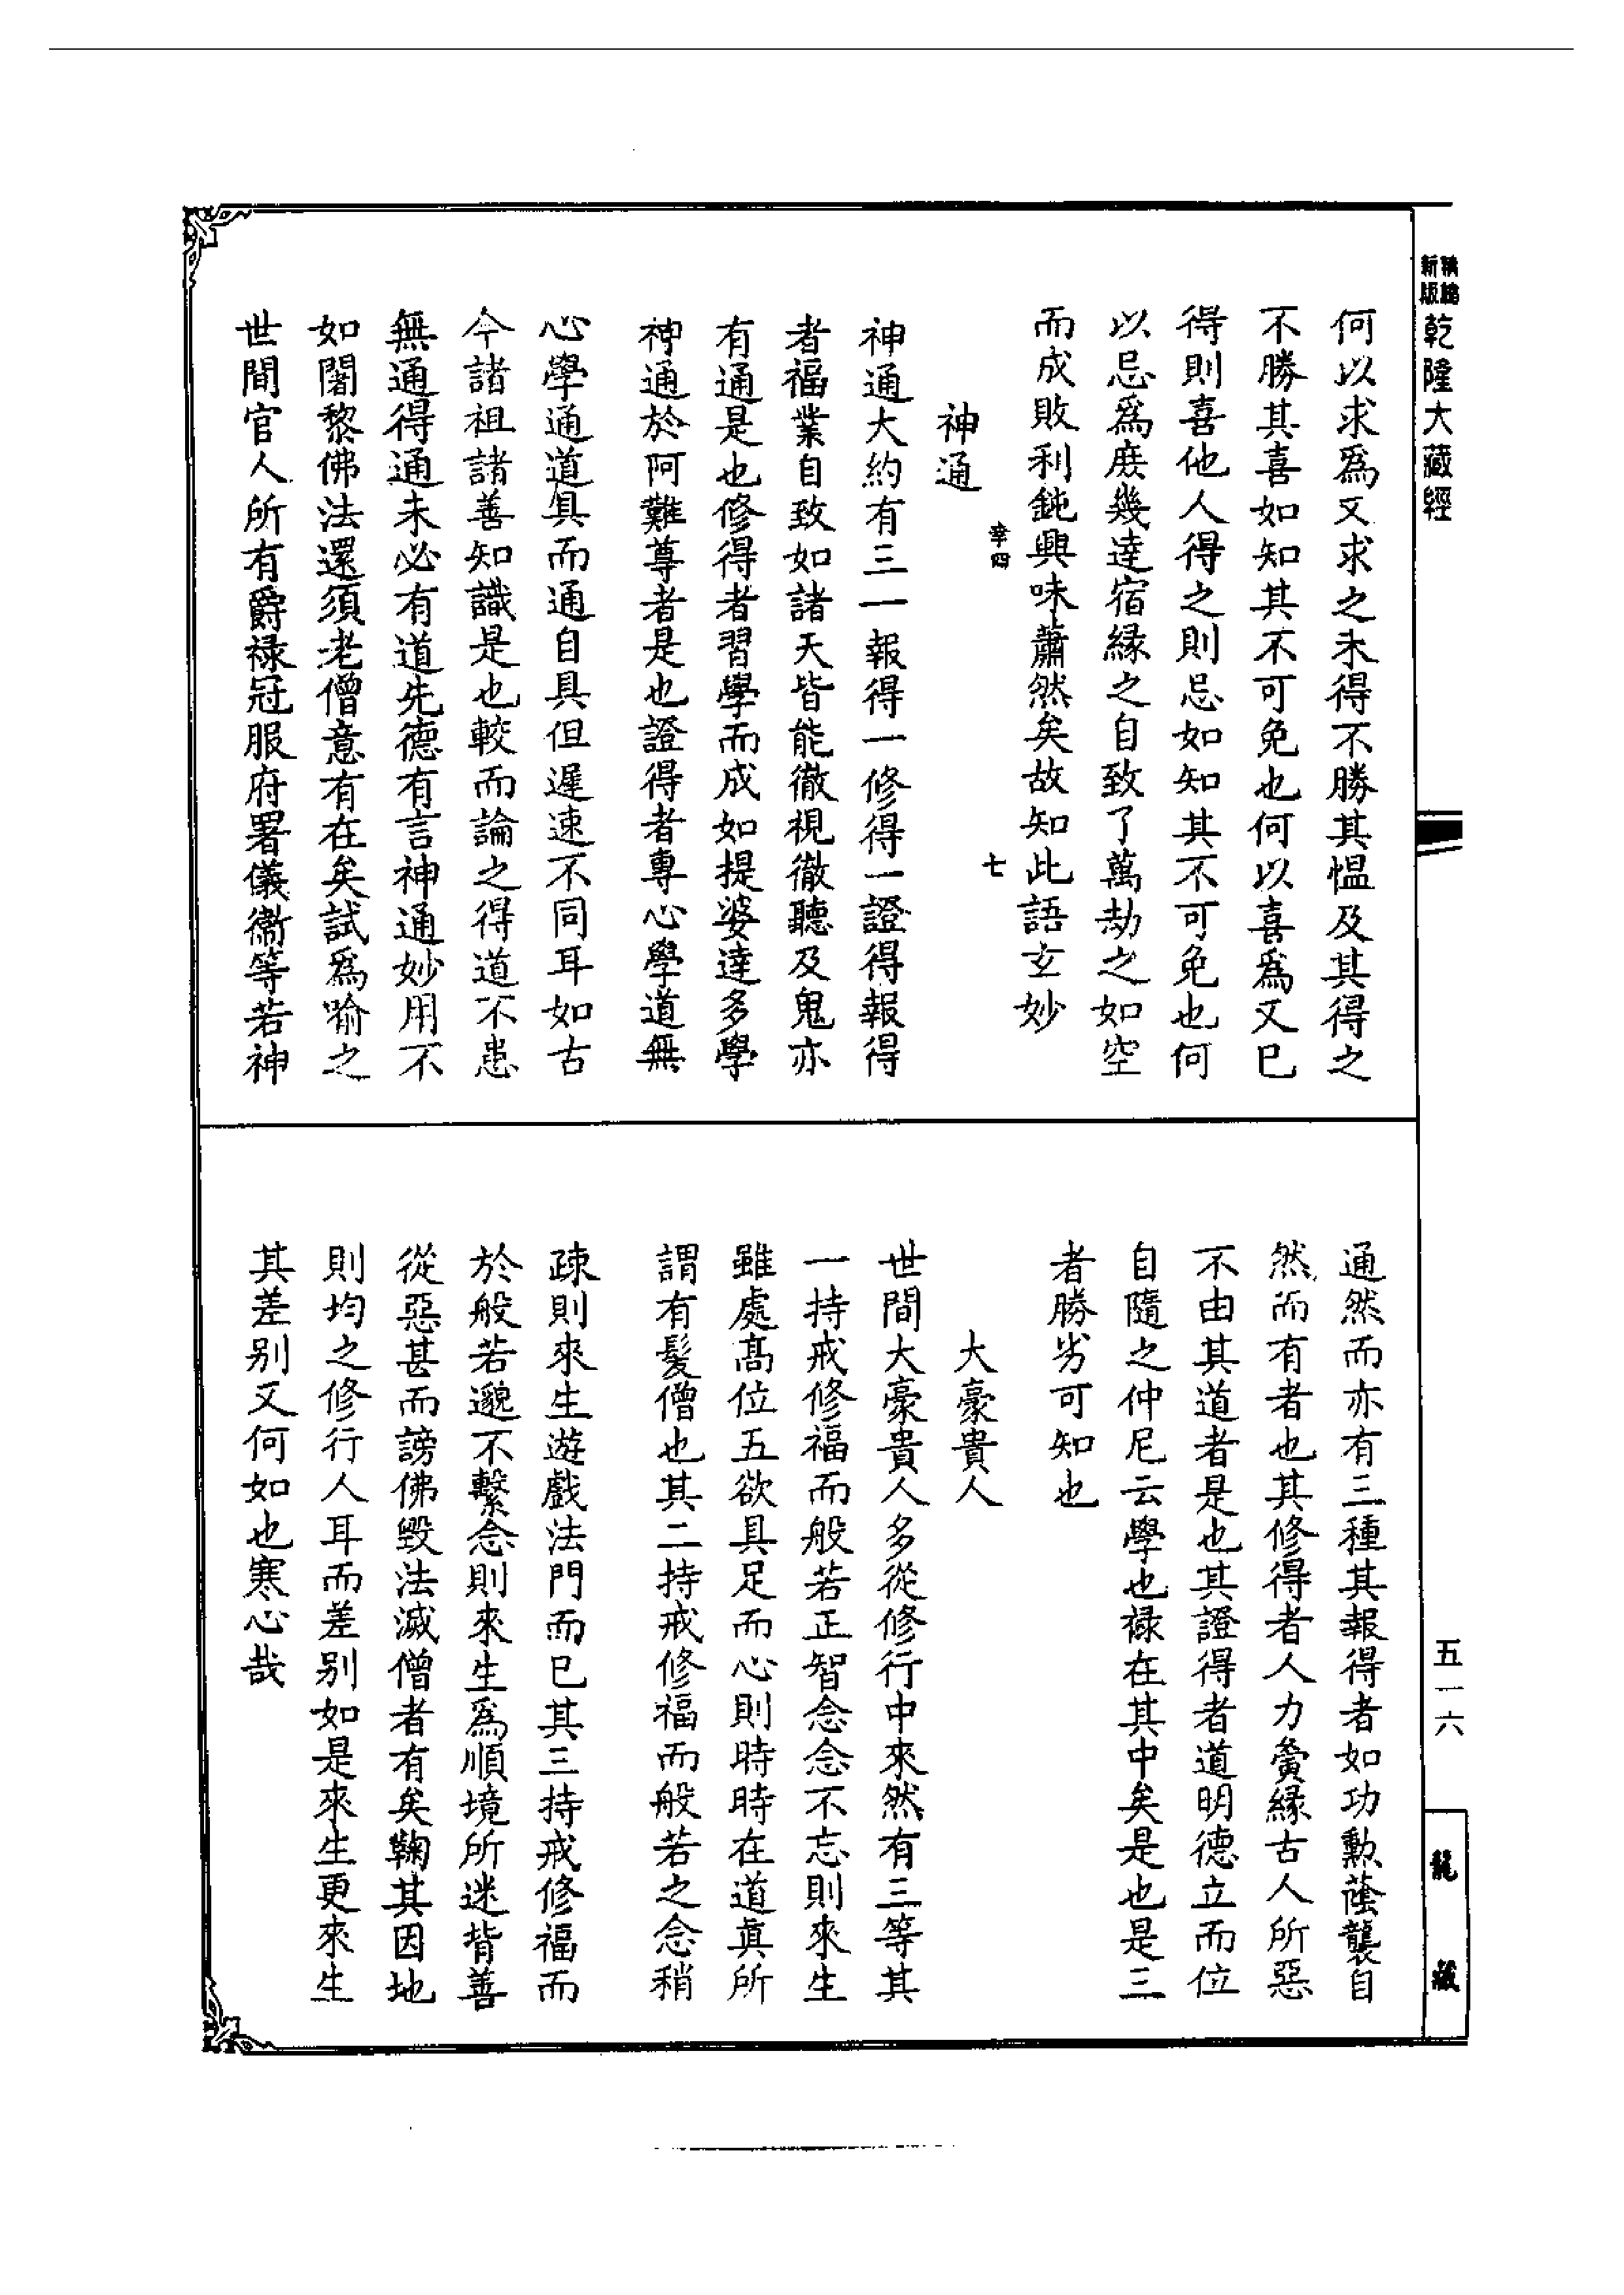 新版
精縮
乾隆大藏經
何以求爲又求之未得不勝其愠及其得之
不勝其喜如知其不可免也何以喜爲又已
得則喜他人得之則忌如知其不可免也何
以忌爲庶幾達宿緣之自致了萬劫之如空
而成敗利鈍興味蕭然矣故知此語玄妙
幸四 七
神通
神通大約有三一報得一修得一證得報得
者福業自致如諸天皆能徹視徹聽及鬼亦
有通是也修得者習學而成如提婆達多學
神通於阿難尊者是也證得者專心學道無
心學通道具而通自具但遲速不同耳如古
今諸祖諸善知識是也較而論之得道不患
無通得通未必有道先德有言神通妙用不
如闍黎佛法還須老僧意有在矣試爲喻之
世間官人所有爵祿冠服府署儀衞等若神
通然而亦有三種其報得者如功勲蔭襲自
然而有者也其修得者人力夤緣古人所惡
不由其道者是也其證得者道明德立而位
自隨之仲尼云學也祿在其中矣是也是三
者勝劣可知也
大豪貴人
世間大豪貴人多從修行中來然有三等其
一持戒修福而般若正智念念不忘則來生
雖處高位五欲具足而心則時時在道眞所
謂有髮僧也其二持戒修福而般若之念稍
疎則來生遊戲法門而已其三持戒修福而
於般若邈不繫念則來生爲順境所迷背善
從惡甚而謗佛毀法滅僧者有矣鞠其因地
則均之修行人耳而差別如是來生更來生
其差別又何如也寒心哉
五一六
龍藏